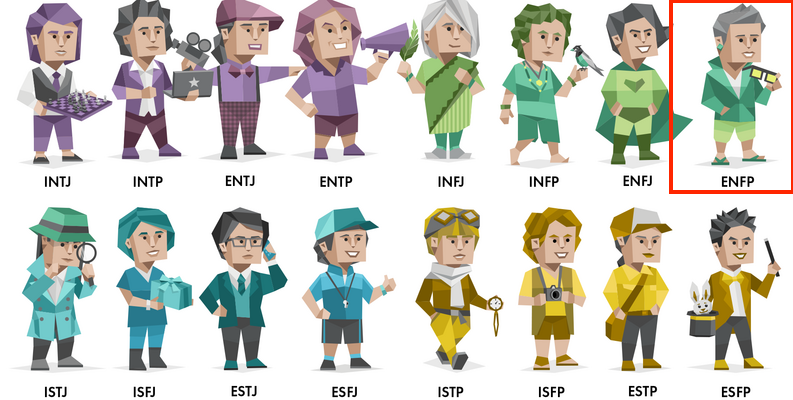 INTJ INTP ENTJ ENTP INFJ INFP ENFJ ENFP
ISTJ ISFJ ESTJ ESFJ ISTP ISFP ESTP ESFP